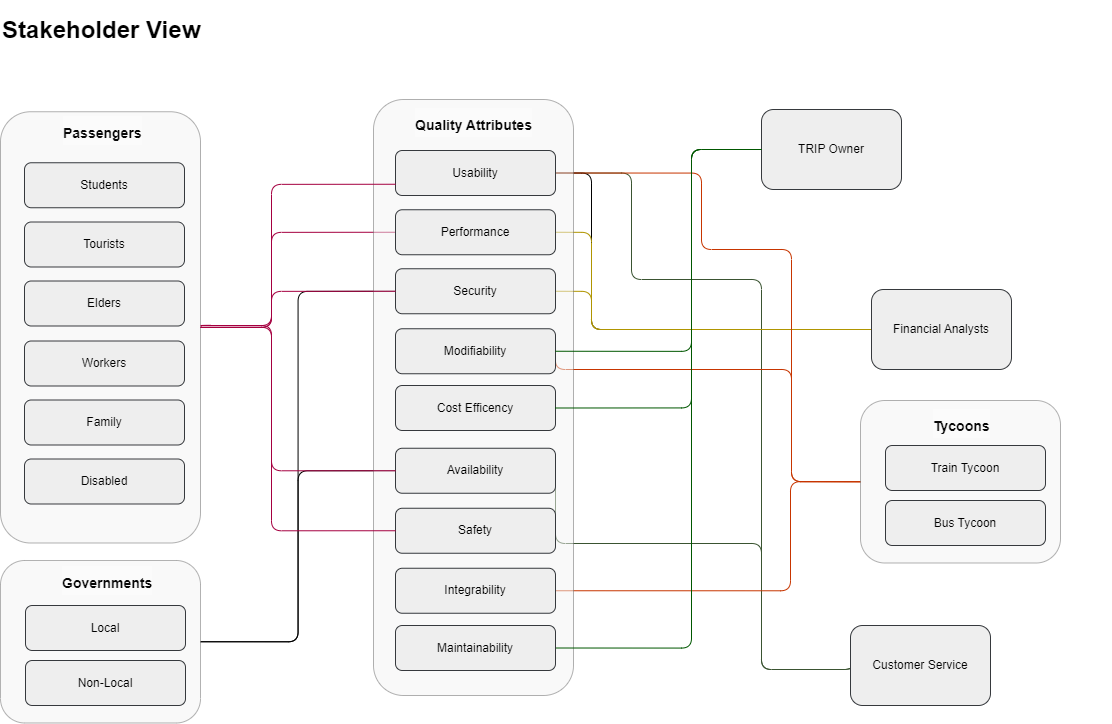 Stakeholder View
Passengers
Students
Tourists
Elders
Workers
Family
Disabled
Governments
Local
Non-Local
Quality Attributes
Usability
Performance
Security
Modifiability
Cost Efficency
Availability
Safety
Integrability
Maintainability
TRIP Owner
Financial Analysts
Tycoons
Train Tycoon
Bus Tycoon
Customer Service